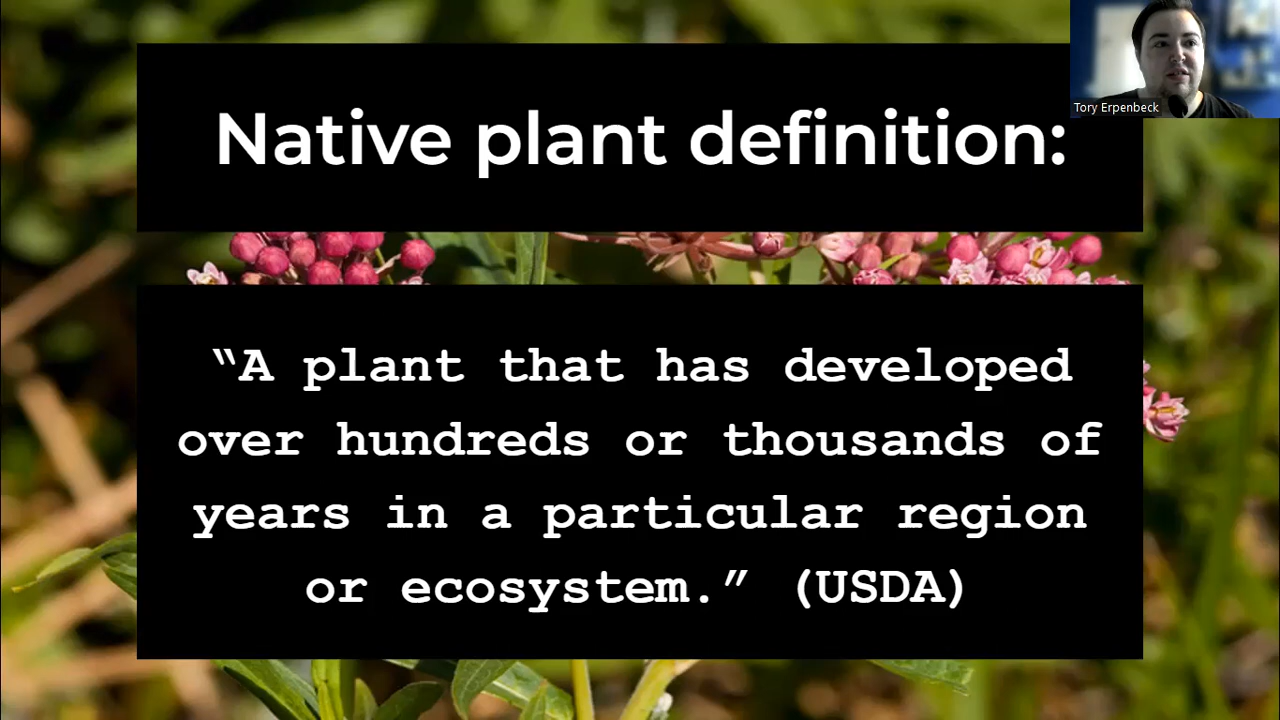 Native plant definition:
Tory Erpenbeck
“A plant that has developed
over hundreds or thousands of
years in a particular region
or ecosystem.” (USDA)